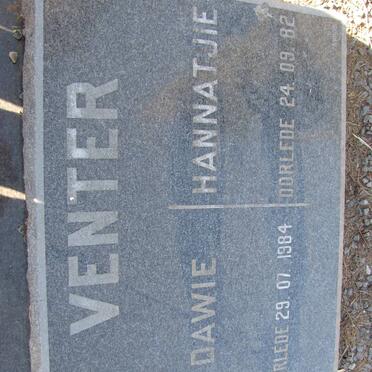 VENTER
DAWIE
RLEDE 29. 07. 1984
HANNATJIE
OORLEDE 24. 09. 82